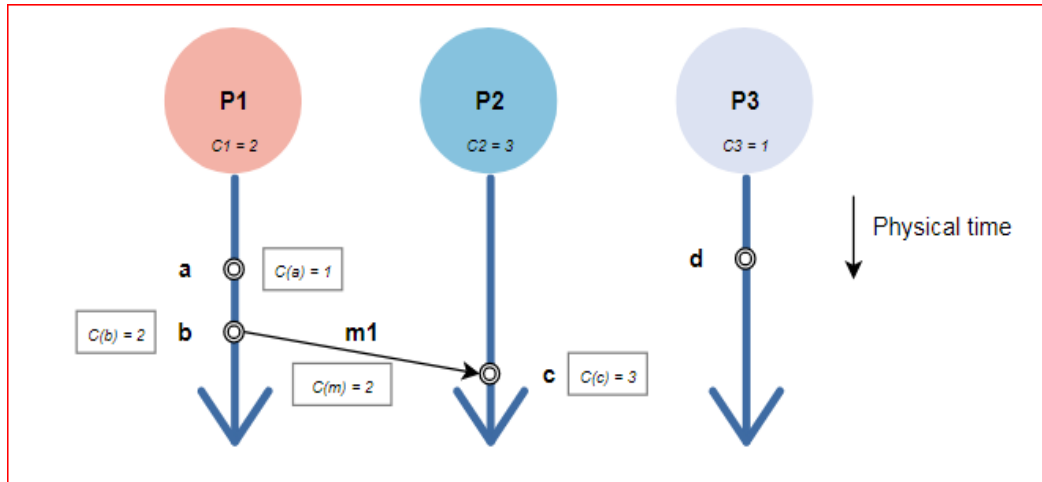 P1
C1 = 2
P2
C2 = 3
P3
C3 = 1
Physical time
a
C(a) = 1
d
C(b) = 2
b
m1
C(m) = 2
c
C(c) = 3